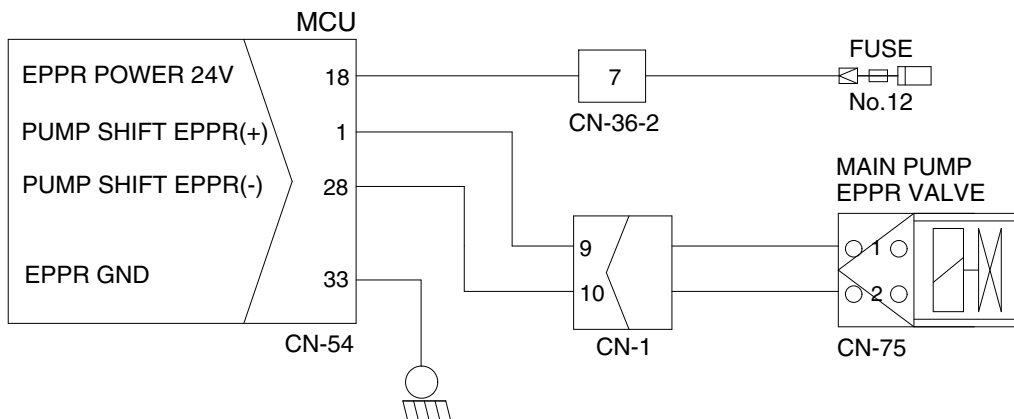 MCU
EPPR POWER 24V 18
7
CN-36-2
FUSE
No.12
PUMP SHIFT EPPR(+) 1
PUMP SHIFT EPPR(-) 28
EPPR GND 33
CN-54
9
10
CN-1
MAIN PUMP
EPPR VALVE
1
2
CN-75